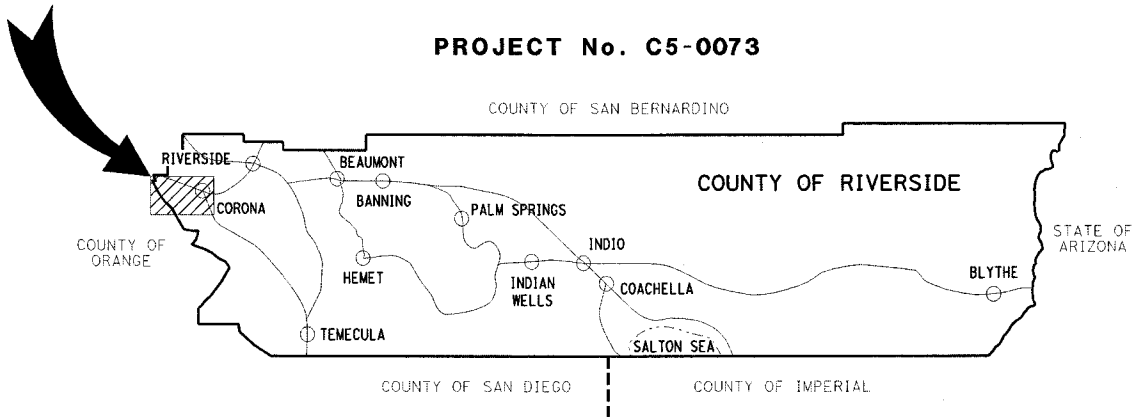 PROJECT No. C5-0073
COUNTY OF SAN BERNARDINO
RIVERSIDE
BEAUMONT
COUNTY OF RIVERSIDE
BANNING
CORONA
PALM SPRINGS
STATE OF
ARIZONA
COUNTY OF
ORANGE
INDIO
HEMET
INDIAN
WELLS
BLYTHE
COACHELLA
TEMECULA
SALTON SEA
COUNTY OF SAN DIEGO
COUNTY OF IMPERIAL